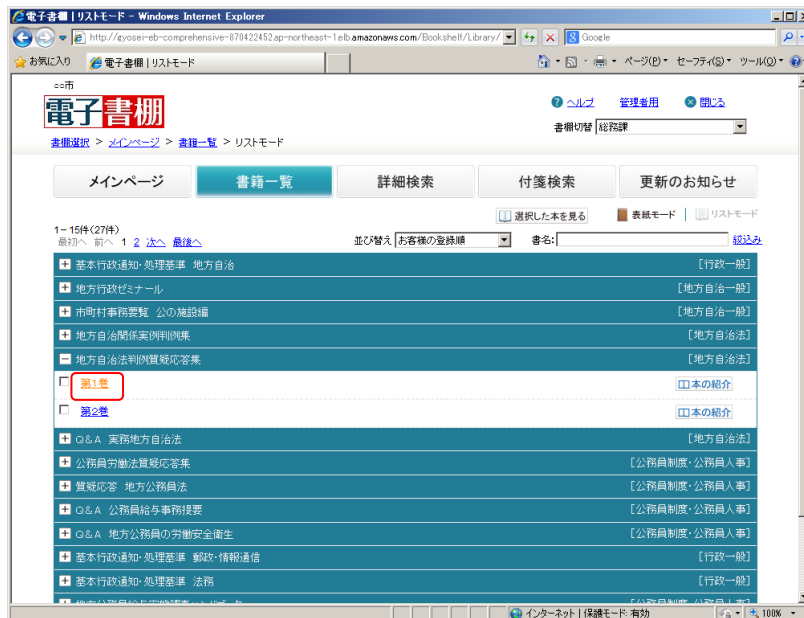 電子書棚 | リストモード - Windows Internet Explorer
http://gyosei-eb-comprehensive-870422452.ap-northeast-1.elb.amazonaws.com/Bookshelf/Library/
Google
お気に入り 電子書棚 | リストモード ページ(P) セーフティ(S) ツール(O)
○○市
電子書棚
ヘルプ 管理者用 閉じる
書棚切替 総務課
書棚選択 > メインページ > 書籍一覧 > リストモード
メインページ 書籍一覧 詳細検索 付箋検索 更新のお知らせ
選択した本を見る 表紙モード | リストモード
1-15件(27件)
最初へ 前へ 1 2 次へ 最後へ 並び替え お客様の登録順 書名: 絞込み
基本行政通知・処理基準 地方自治 [行政一般]
地方行政ゼミナール [地方自治一般]
市町村事務要覧 公の施設編 [地方自治一般]
地方自治関係実例判例集 [地方自治法]
地方自治法判例質疑応答集 [地方自治法]
第1巻 本の紹介
第2巻 本の紹介
Q&A 実務地方自治法 [地方自治法]
公務員労働法質疑応答集 [公務員制度・公務員人事]
質疑応答 地方公務員法 [公務員制度・公務員人事]
Q&A 公務員給与事務提要 [公務員制度・公務員人事]
Q&A 地方公務員の労働安全衛生 [公務員制度・公務員人事]
基本行政通知・処理基準 郵政・情報通信 [行政一般]
基本行政通知・処理基準 法務 [行政一般]
インターネット | 保護モード: 有効 100%